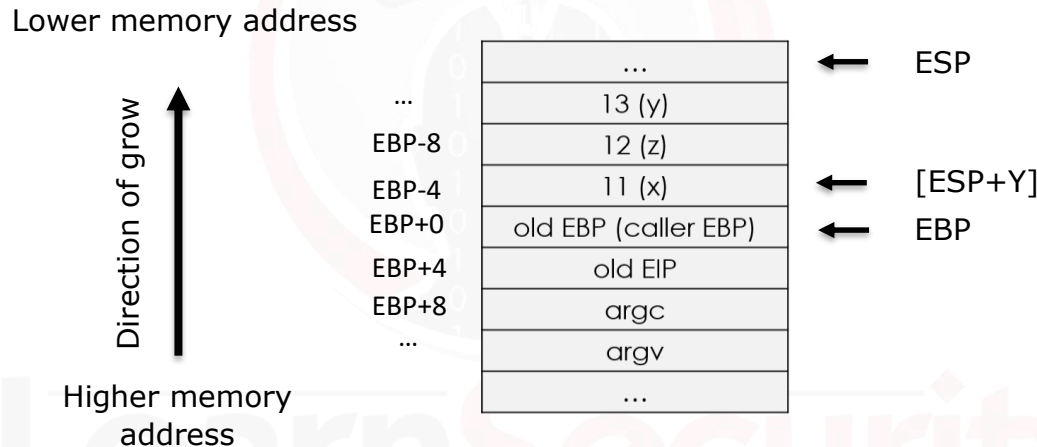 Lower memory address
... ESP
... 13 (y)
EBP-8 12 (z)
EBP-4 11 (x) [ESP+Y]
EBP+0 old EBP (caller EBP) EBP
EBP+4 old EIP
EBP+8 argc
... argv
...
Direction of grow
Higher memory
address
LearnSecurit